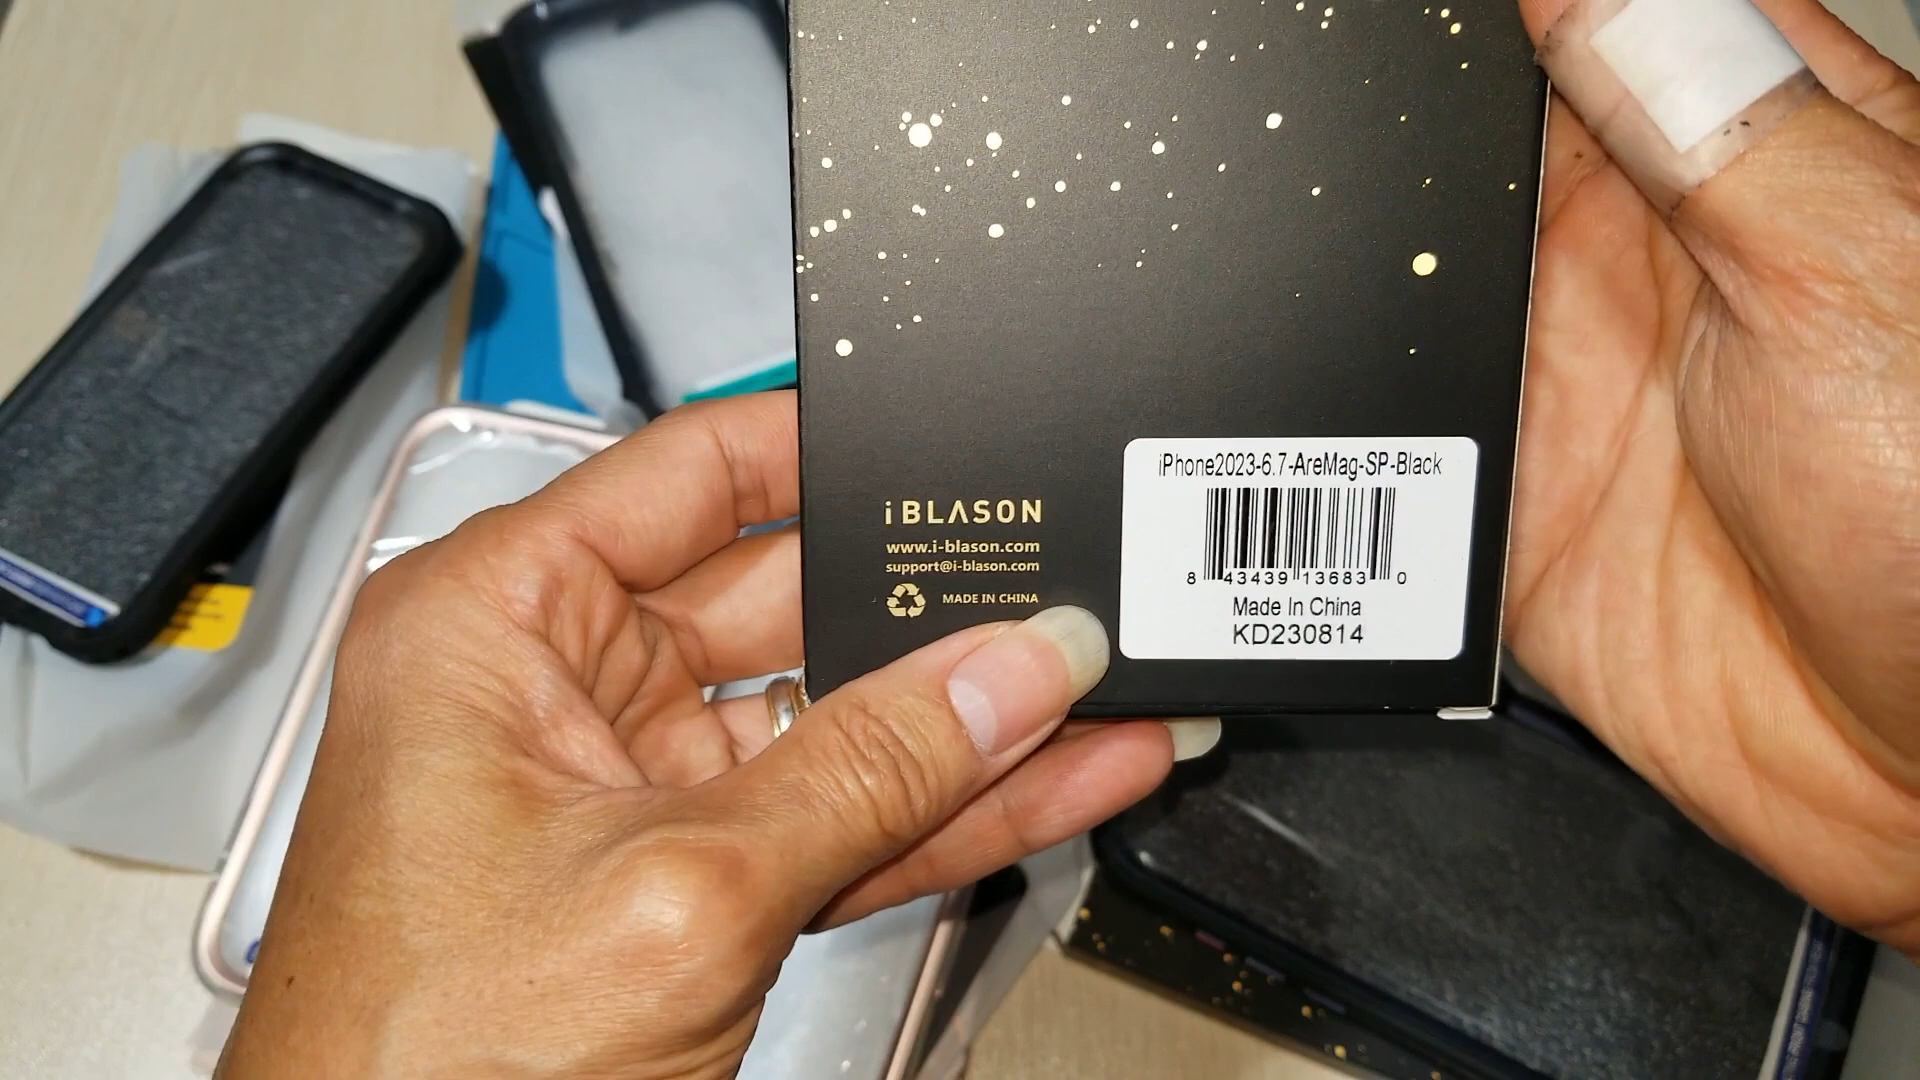 iBLASON
www.i-blason.com
support@i-blason.com
MADE IN CHINA
iPhone2023-6.7-AreMag-SP-Black
8 43439 13683 0
Made In China
KD230814